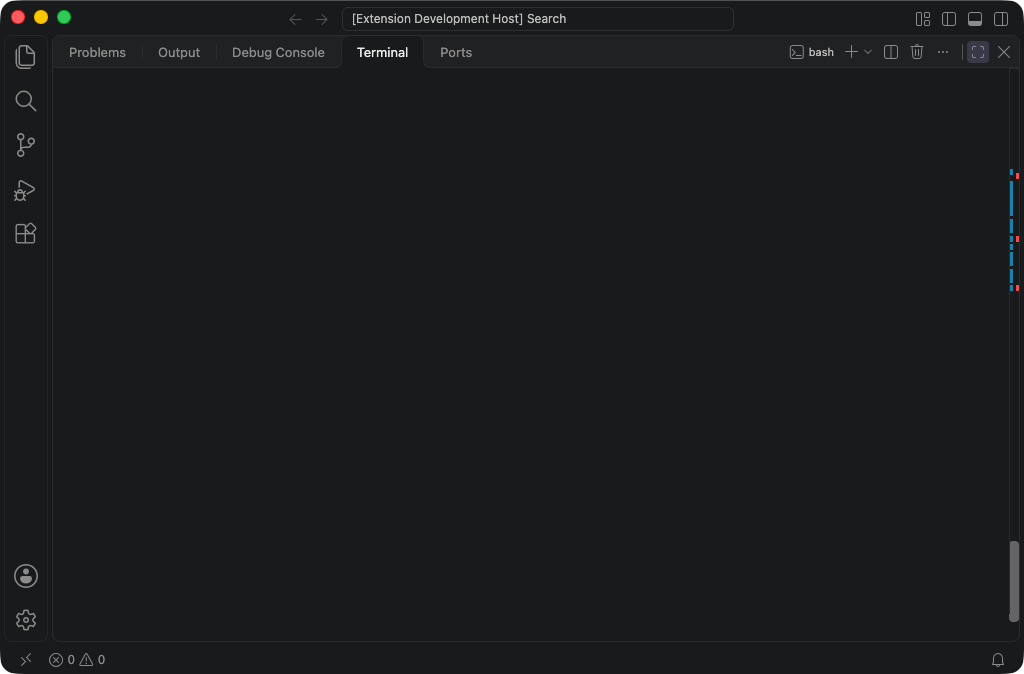 [Extension Development Host] Search
Problems Output Debug Console Terminal Ports bash
0 0